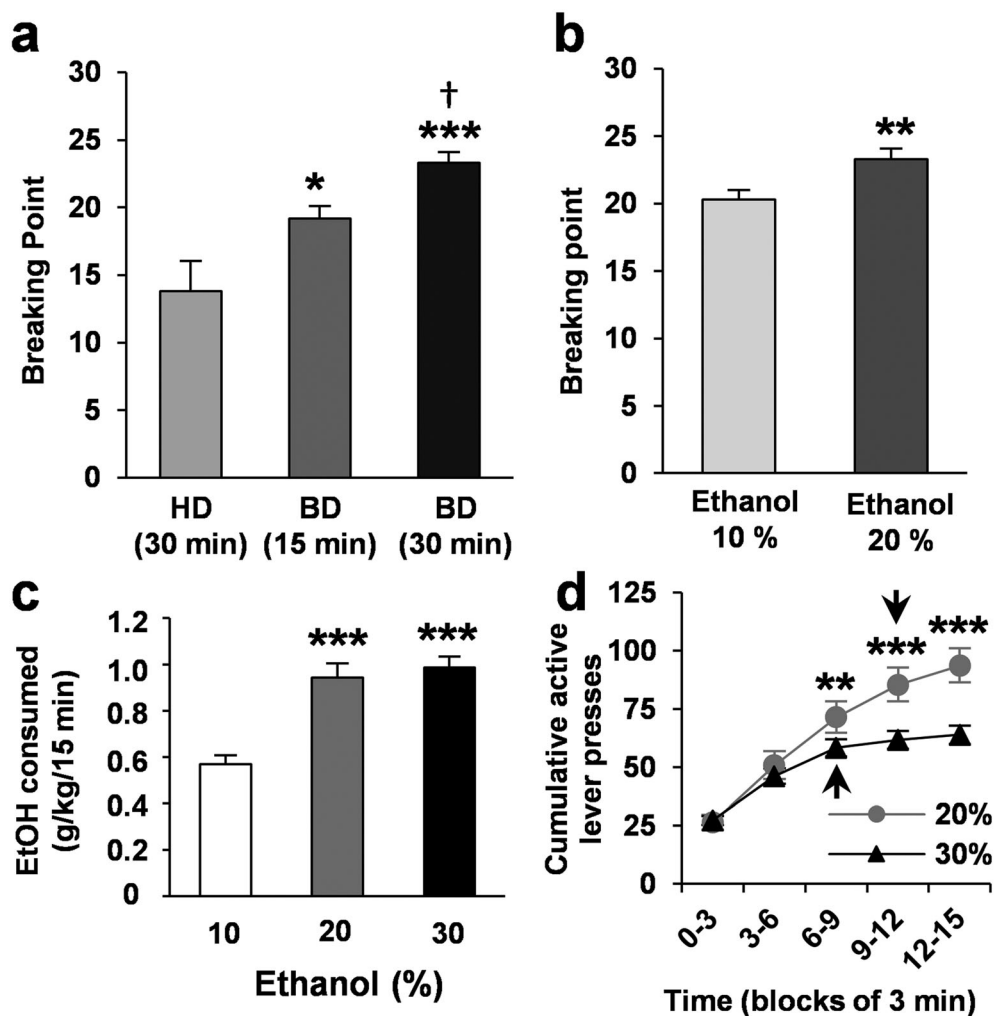 a
30
25
20
15
10
5
0
Breaking Point
*
†
***
HD
(30 min)
BD
(15 min)
BD
(30 min)
b
30
25
20
15
10
5
0
Breaking point
**
Ethanol
10 %
Ethanol
20 %
c
1.2
1.0
0.8
0.6
0.4
0.2
0
EtOH consumed
(g/kg/15 min)
***
***
10
20
30
Ethanol (%)
d
125
100
75
50
25
0
Cumulative active
lever presses
**
***
***
20%
30%
0-3
3-6
6-9
9-12
12-15
Time (blocks of 3 min)